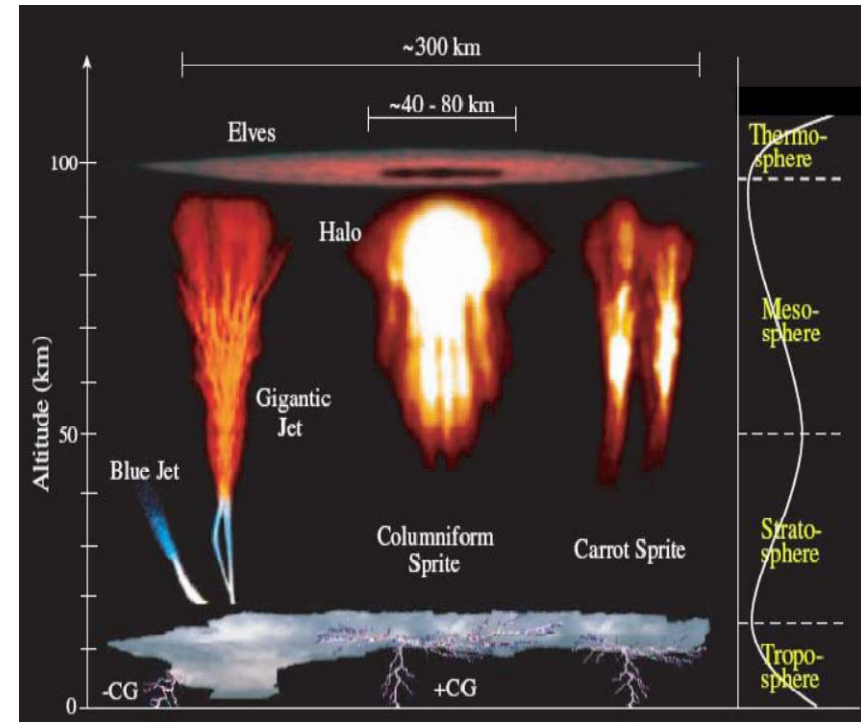 ~300 km
~40 - 80 km
Elves
100
Thermo-
sphere
Halo
Meso-
sphere
Gigantic
Jet
Altitude (km)
50
Blue Jet
Columniform
Sprite
Carrot Sprite
Strato-
sphere
-CG
+CG
Tropo-
sphere
0